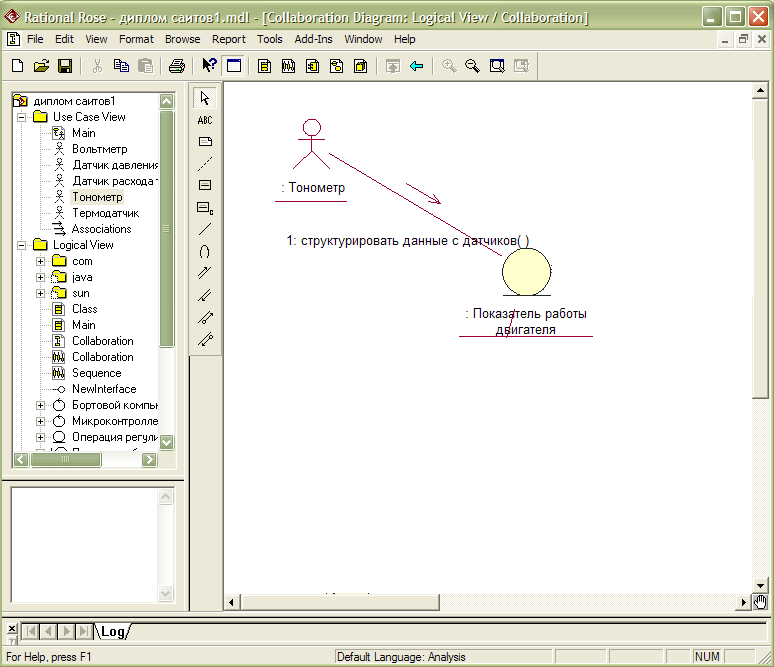 Rational Rose - диплом саитов1.mdl - [Collaboration Diagram: Logical View / Collaboration]
File Edit View Format Browse Report Tools Add-Ins Window Help
ABC
диплом саитов1
Use Case View
Main
Вольтметр
Датчик давления
Датчик расхода т
Тонометр
Термодатчик
Associations
Logical View
com
java
sun
Class
Main
Collaboration
Collaboration
Sequence
NewInterface
Бортовой компьк
Микроконтролле
Операция регули
: Тонометр
1: структурировать данные с датчиков( )
: Показатель работы
двигателя
Log
For Help, press F1
Default Language: Analysis
NUM